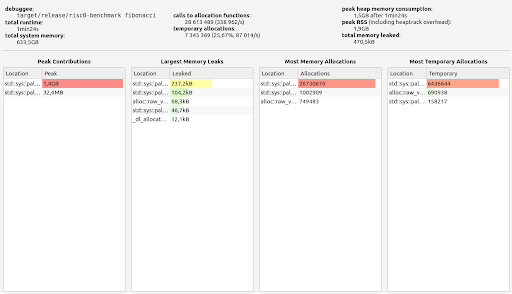 debuggee:
target/release/risc0-benchmark fibonacci
total runtime:
1min24s
total system memory:
633,5GB
calls to allocation functions:
28 613 489 (338 962/s)
temporary allocations:
7 345 369 (25,67%, 87 014/s)
peak heap memory consumption:
1,5GB after 1min24s
peak RSS (including heaptrack overhead):
1,9GB
total memory leaked:
470,5kB
Peak Contributions
Location Peak
std::sys::pal... 1,4GB
std::sys::pal... 32,6MB
Largest Memory Leaks
Location Leaked
std::sys::pal... 237,2kB
std::sys::pal... 104,2kB
alloc::raw_v... 68,3kB
std::sys::pal... 46,7kB
_dl_allocat... 12,1kB
Most Memory Allocations
Location Allocations
std::sys::pal... 26730676
std::sys::pal... 1002909
alloc::raw_v... 749483
Most Temporary Allocations
Location Temporary
std::sys::pal... 6436644
alloc::raw_v... 690938
std::sys::pal... 158217